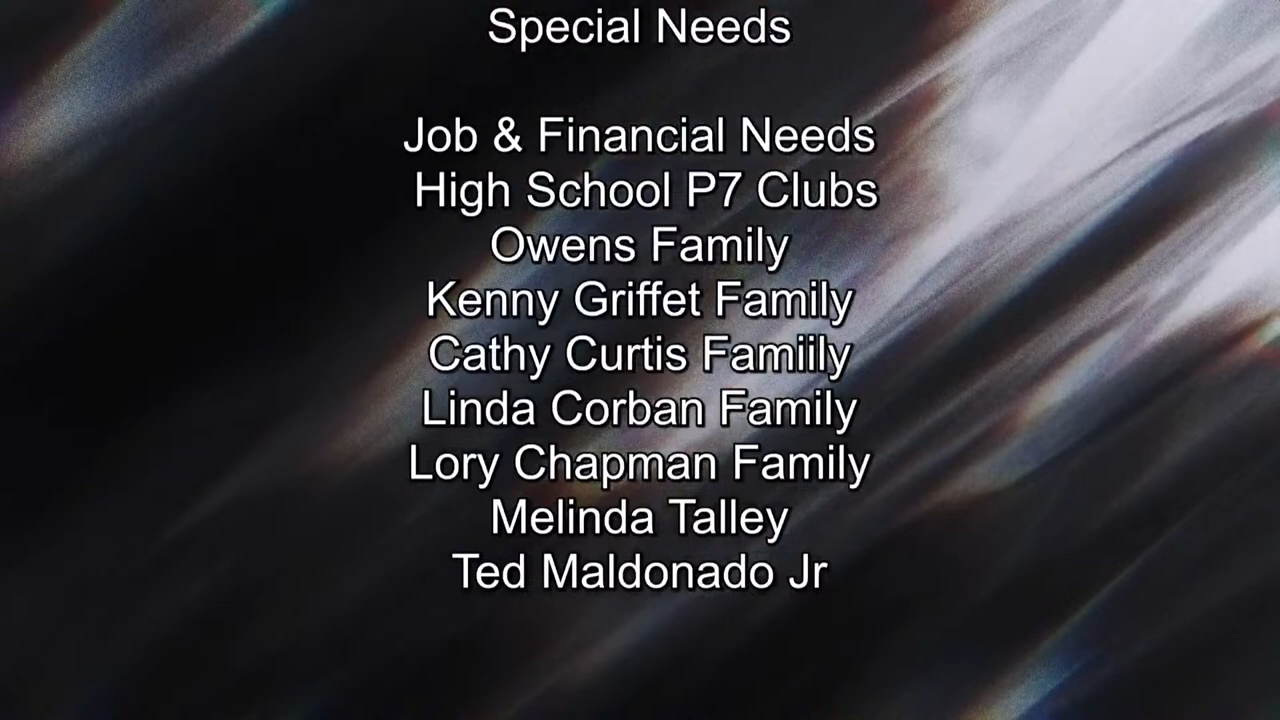 Special Needs
Job & Financial Needs
High School P7 Clubs
Owens Family
Kenny Griffet Family
Cathy Curtis Famiily
Linda Corban Family
Lory Chapman Family
Melinda Talley
Ted Maldonado Jr